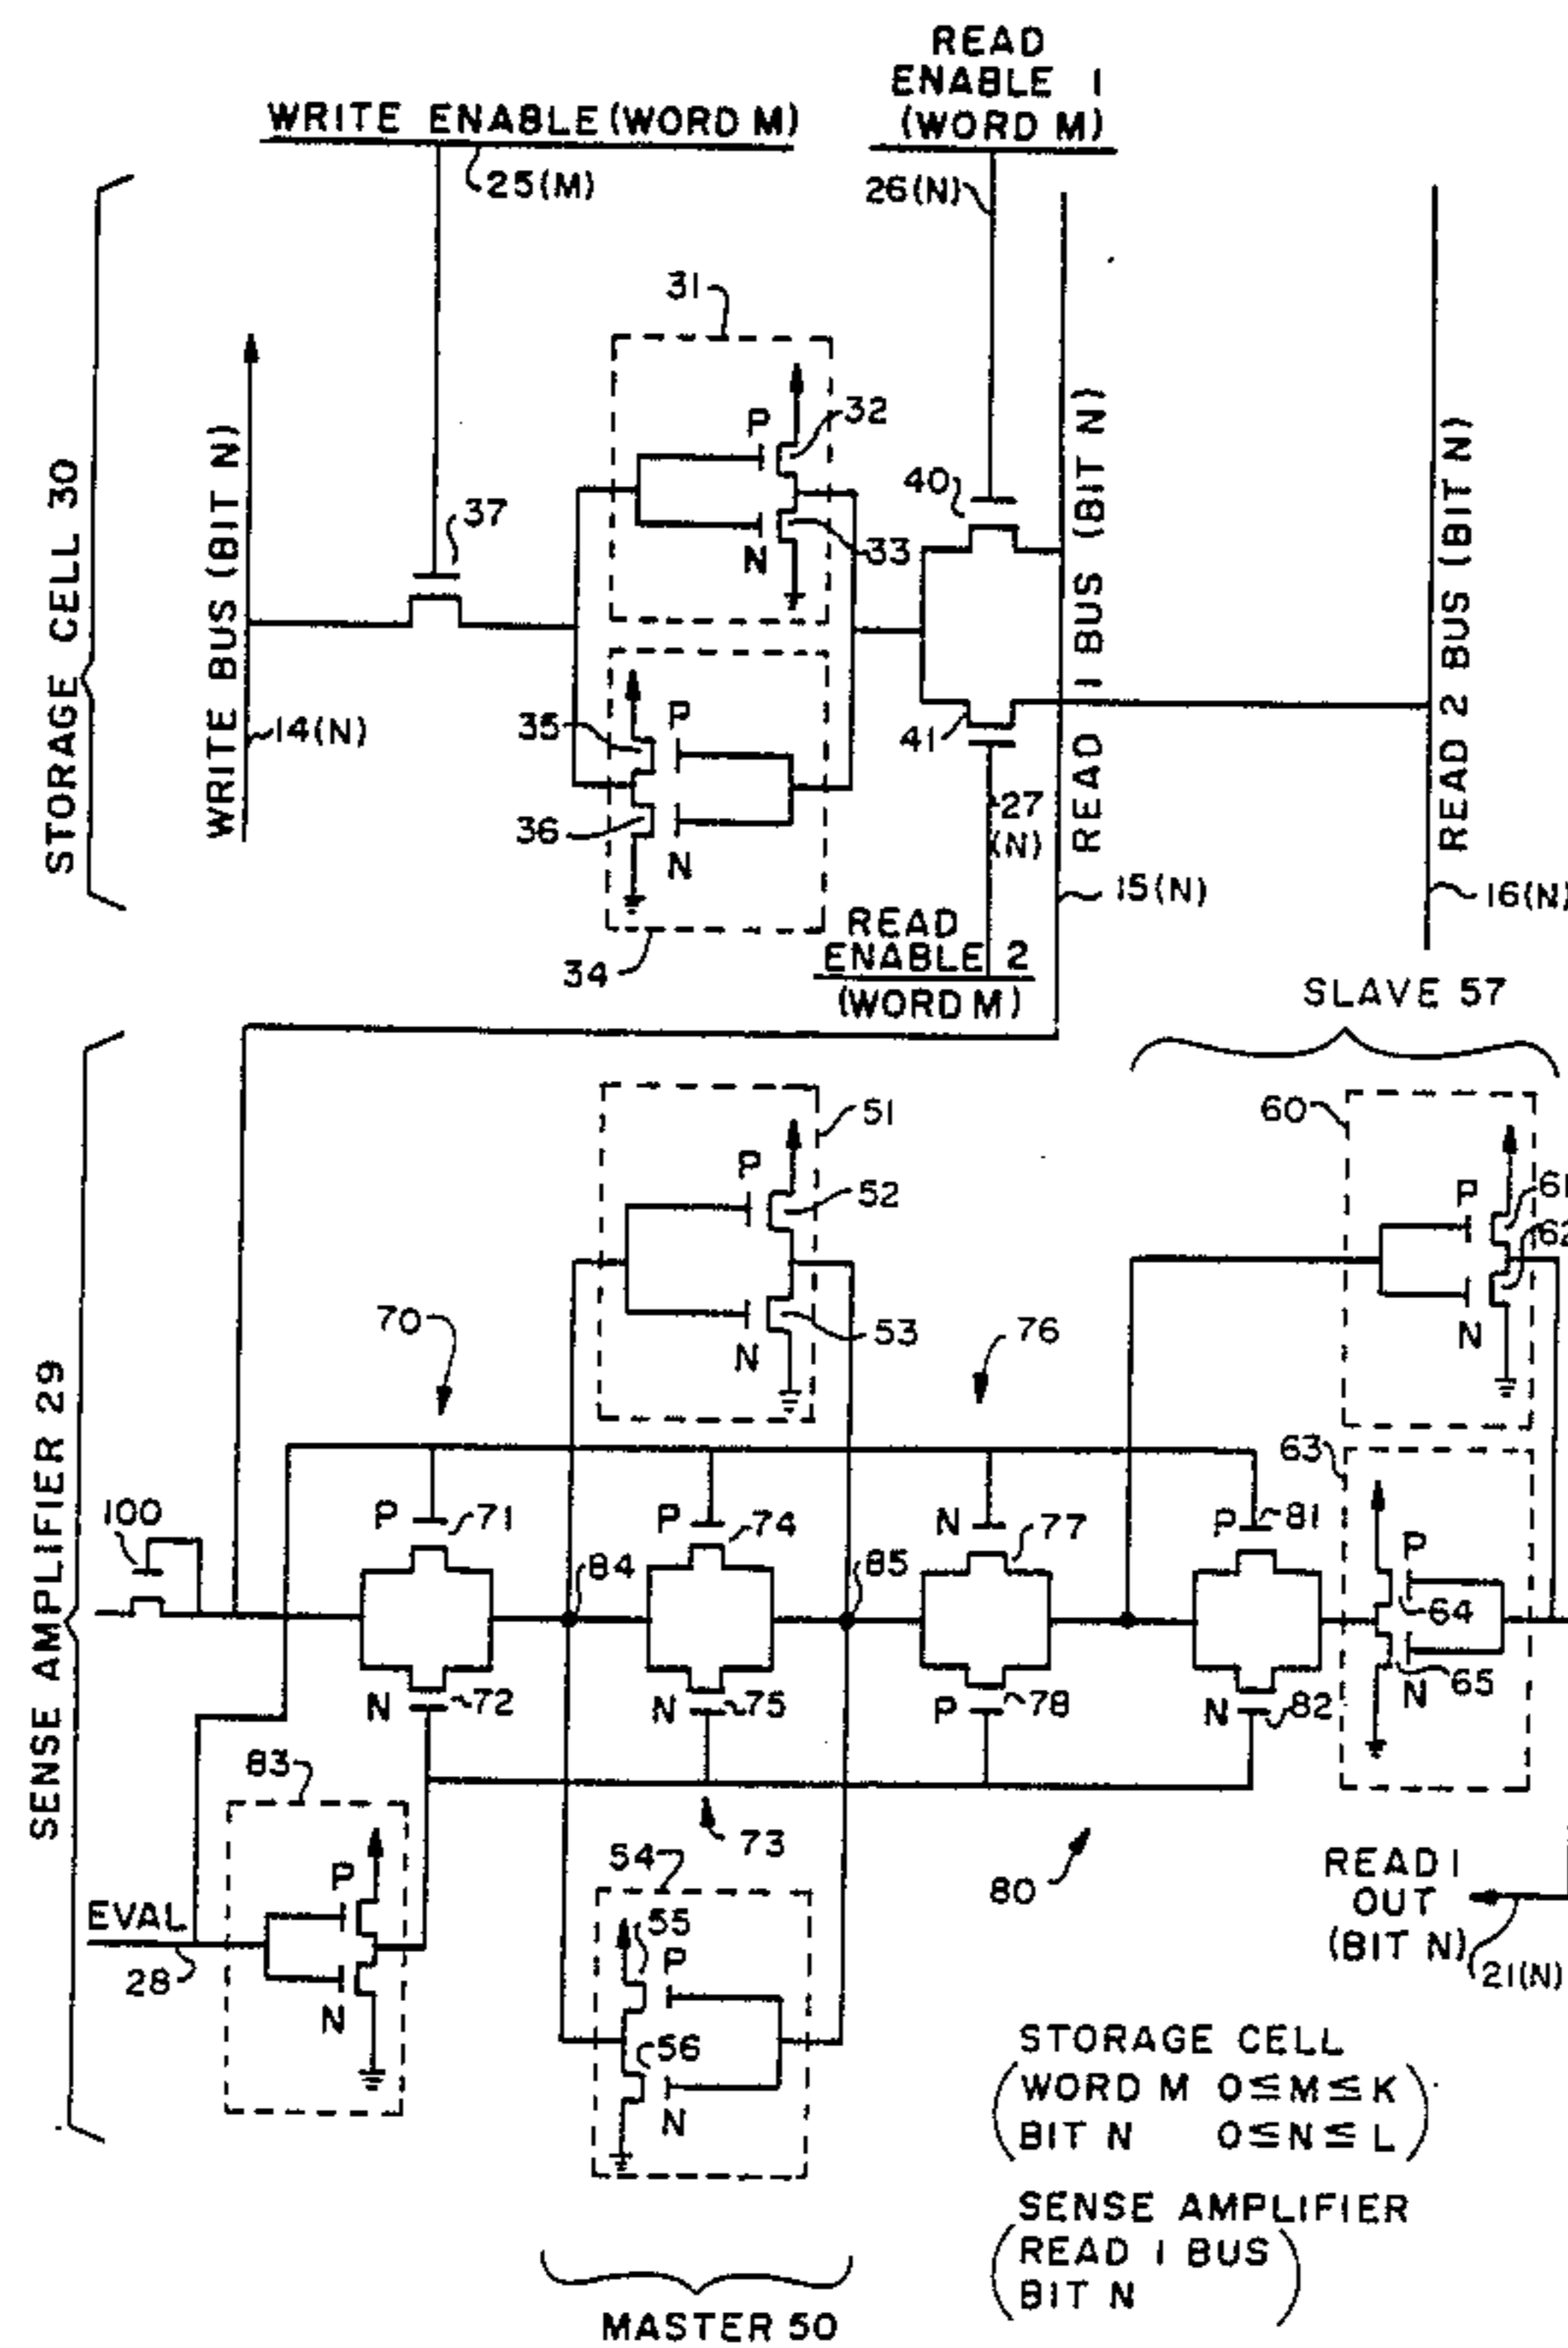 READ
ENABLE 1
(WORD M)
WRITE ENABLE (WORD M)
25(M)
26(N)
31
STORAGE CELL 30
WRITE BUS (BIT N)
14(N)
37
P
32
33
N
40
READ 1 BUS (BIT N)
READ 2 BUS (BIT N)
35
P
41
36
N
27
(N)
15(N)
16(N)
34
READ
ENABLE 2
(WORD M)
SLAVE 57
SENSE AMPLIFIER 29
51
60
P
52
P
61
62
70
53
N
76
N
63
100
P
71
P
74
N
77
P
81
84
85
P
64
N
72
N
75
P
78
N
82
N
65
83
73
54
80
READ 1
OUT
(BIT N)
21(N)
P
EVAL
28
N
55
P
56
N
STORAGE CELL
(WORD M 0≤M≤K
BIT N 0≤N≤L)
SENSE AMPLIFIER
(READ 1 BUS
BIT N)
MASTER 50